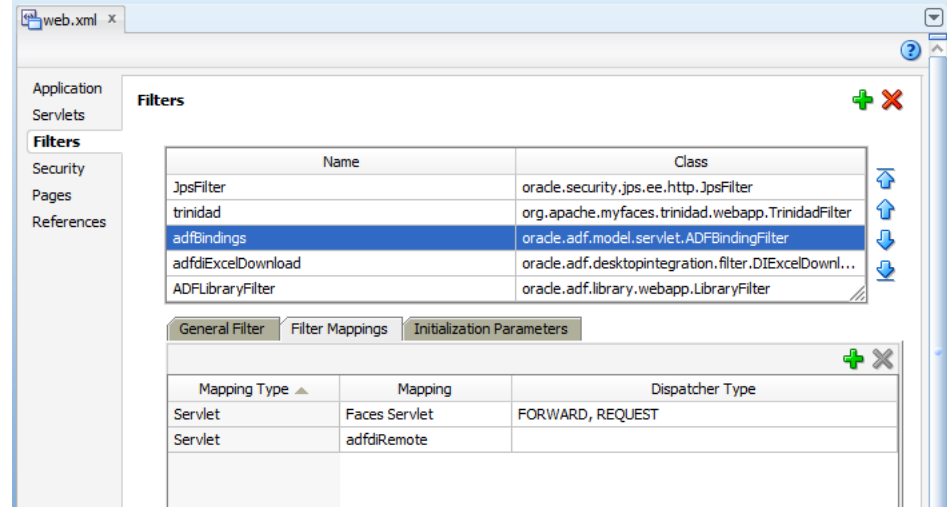 web.xml x
?
Application
Servlets
Filters
Security
Pages
References
Filters
Name Class
JpsFilter oracle.security.jps.ee.http.JpsFilter
trinidad org.apache.myfaces.trinidad.webapp.TrinidadFilter
adfBindings oracle.adf.model.servlet.ADFBindingFilter
adfdiExcelDownload oracle.adf.desktopintegration.filter.DIExcelDownl...
ADFLibraryFilter oracle.adf.library.webapp.LibraryFilter
General Filter Filter Mappings Initialization Parameters
Mapping Type Mapping Dispatcher Type
Servlet Faces Servlet FORWARD, REQUEST
Servlet adfdiRemote